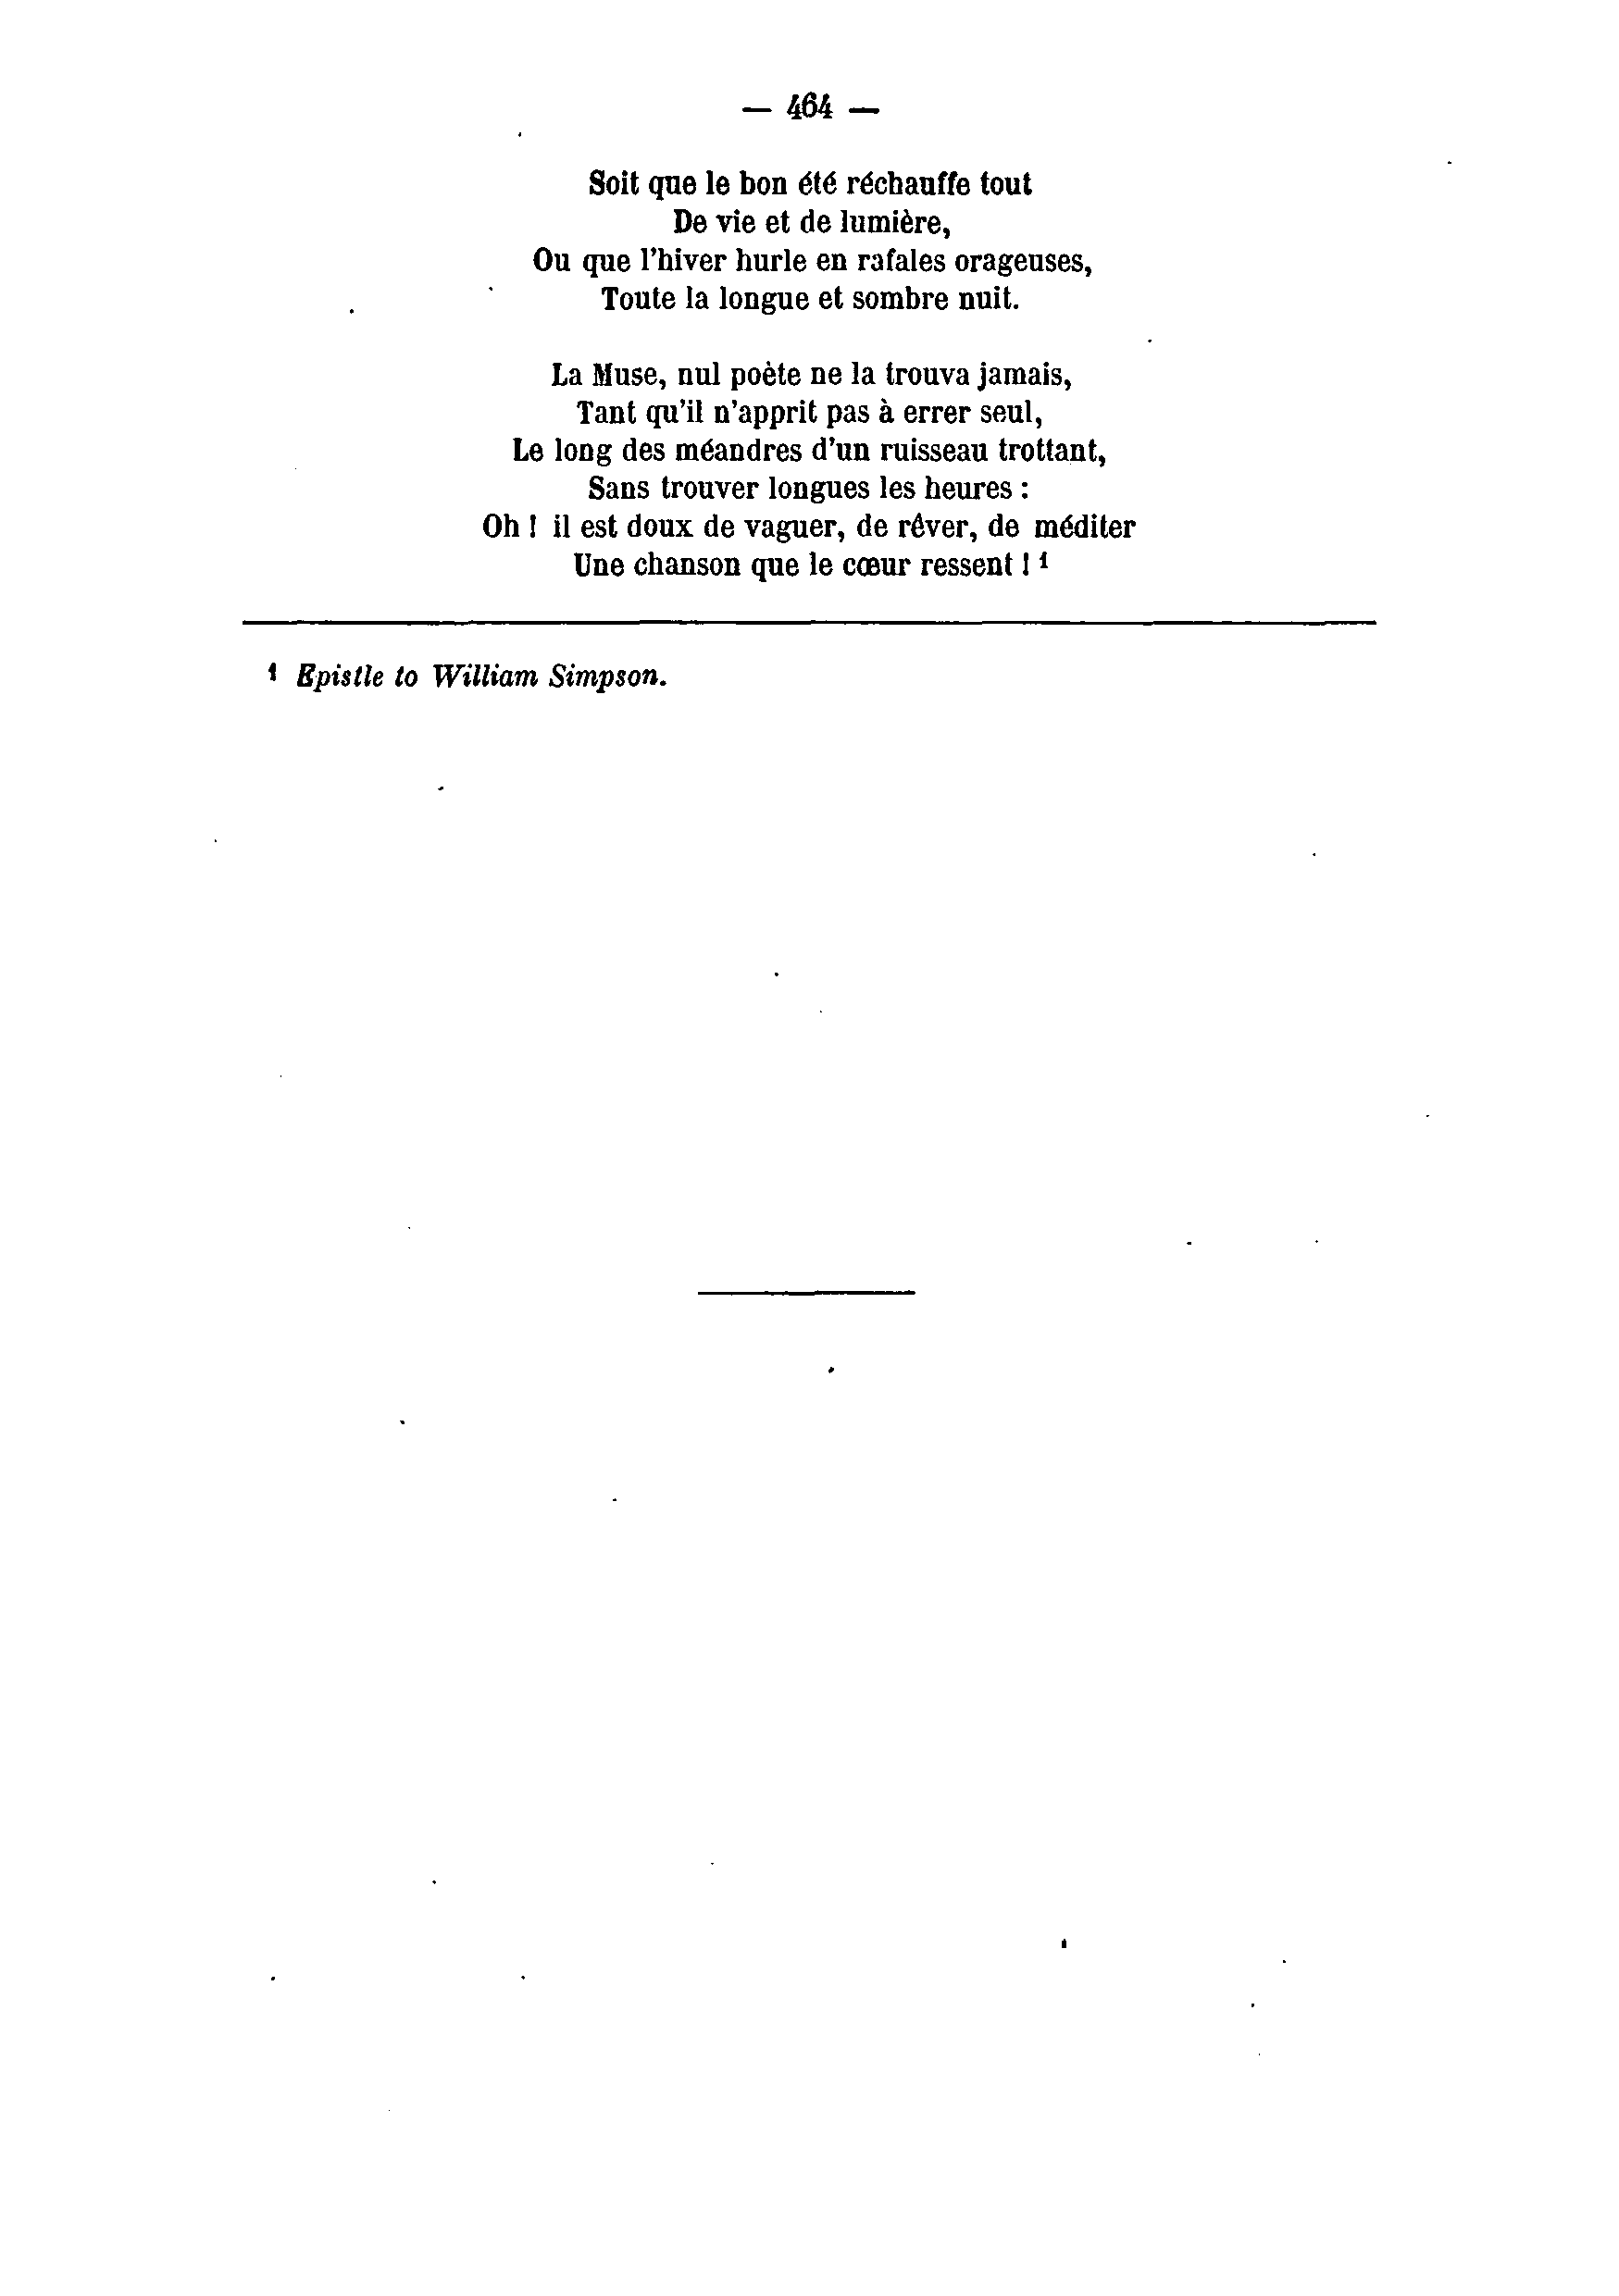 — 464 —
Soit que le bon été réchauffe tout
De vie et de lumière,
Ou que l'hiver hurle en rafales orageuses,
Toute la longue et sombre nuit.
La Muse, nul poète ne la trouva jamais,
Tant qu'il n'apprit pas à errer seul,
Le long des méandres d'un ruisseau trottant,
Sans trouver longues les heures :
Oh ! il est doux de vaguer, de rêver, de méditer
Une chanson que le cœur ressent ! 1
1 Epistle to William Simpson.